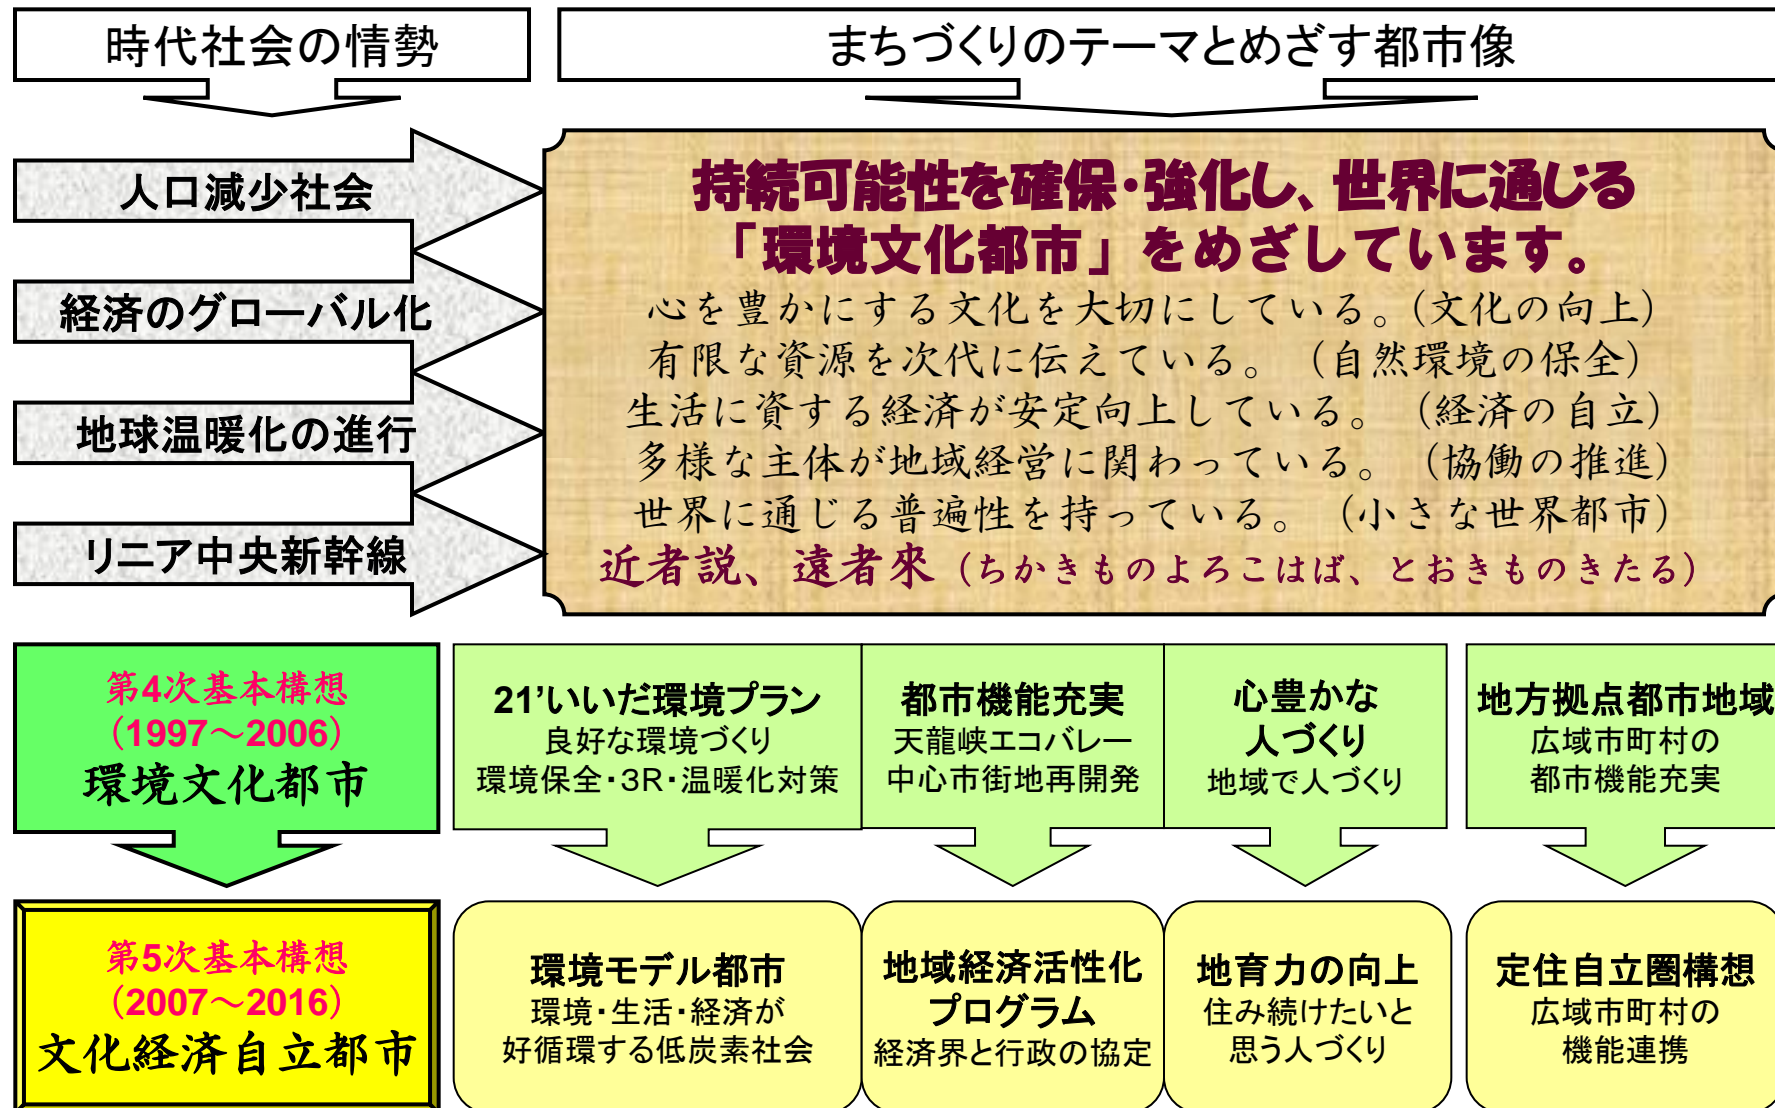 時代社会の情勢
まちづくりのテーマとめざす都市像
人口減少社会
経済のグローバル化
地球温暖化の進行
リニア中央新幹線
持続可能性を確保・強化し、世界に通じる
「環境文化都市」をめざしています。
心を豊かにする文化を大切にしている。（文化の向上）
有限な資源を次代に伝えている。（自然環境の保全）
生活に資する経済が安定向上している。（経済の自立）
多様な主体が地域経営に関わっている。（協働の推進）
世界に通じる普遍性を持っている。（小さな世界都市）
近者説、遠者來（ちかきものよろこはば、とおきものきたる）
第4次基本構想
（1997～2006）
環境文化都市
21’いいだ環境プラン
良好な環境づくり
環境保全・3R・温暖化対策
都市機能充実
天龍峡エコバレー
中心市街地再開発
心豊かな
人づくり
地域で人づくり
地方拠点都市地域
広域市町村の
都市機能充実
第5次基本構想
（2007～2016）
文化経済自立都市
環境モデル都市
環境・生活・経済が
好循環する低炭素社会
地域経済活性化
プログラム
経済界と行政の協定
地育力の向上
住み続けたいと
思う人づくり
定住自立圏構想
広域市町村の
機能連携